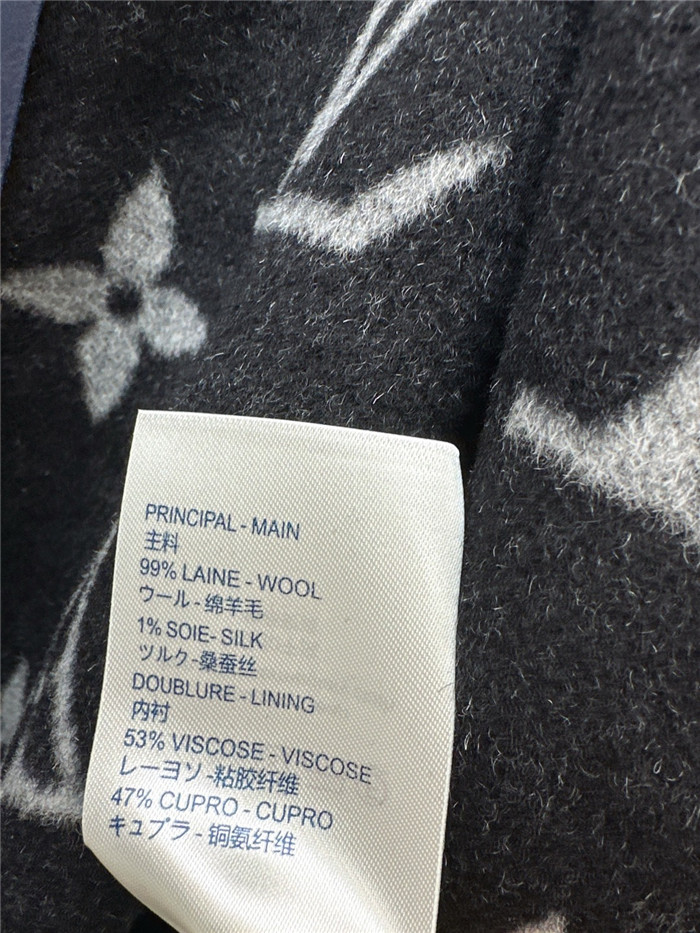 PRINCIPAL - MAIN
主料
99% LAINE - WOOL
ウール - 绵羊毛
1% SOIE- SILK
ツルク -桑蚕丝
DOUBLURE - LINING
内衬
53% VISCOSE - VISCOSE
レーヨソ -粘胶纤维
47% CUPRO - CUPRO
キュプラ - 铜氨纤维